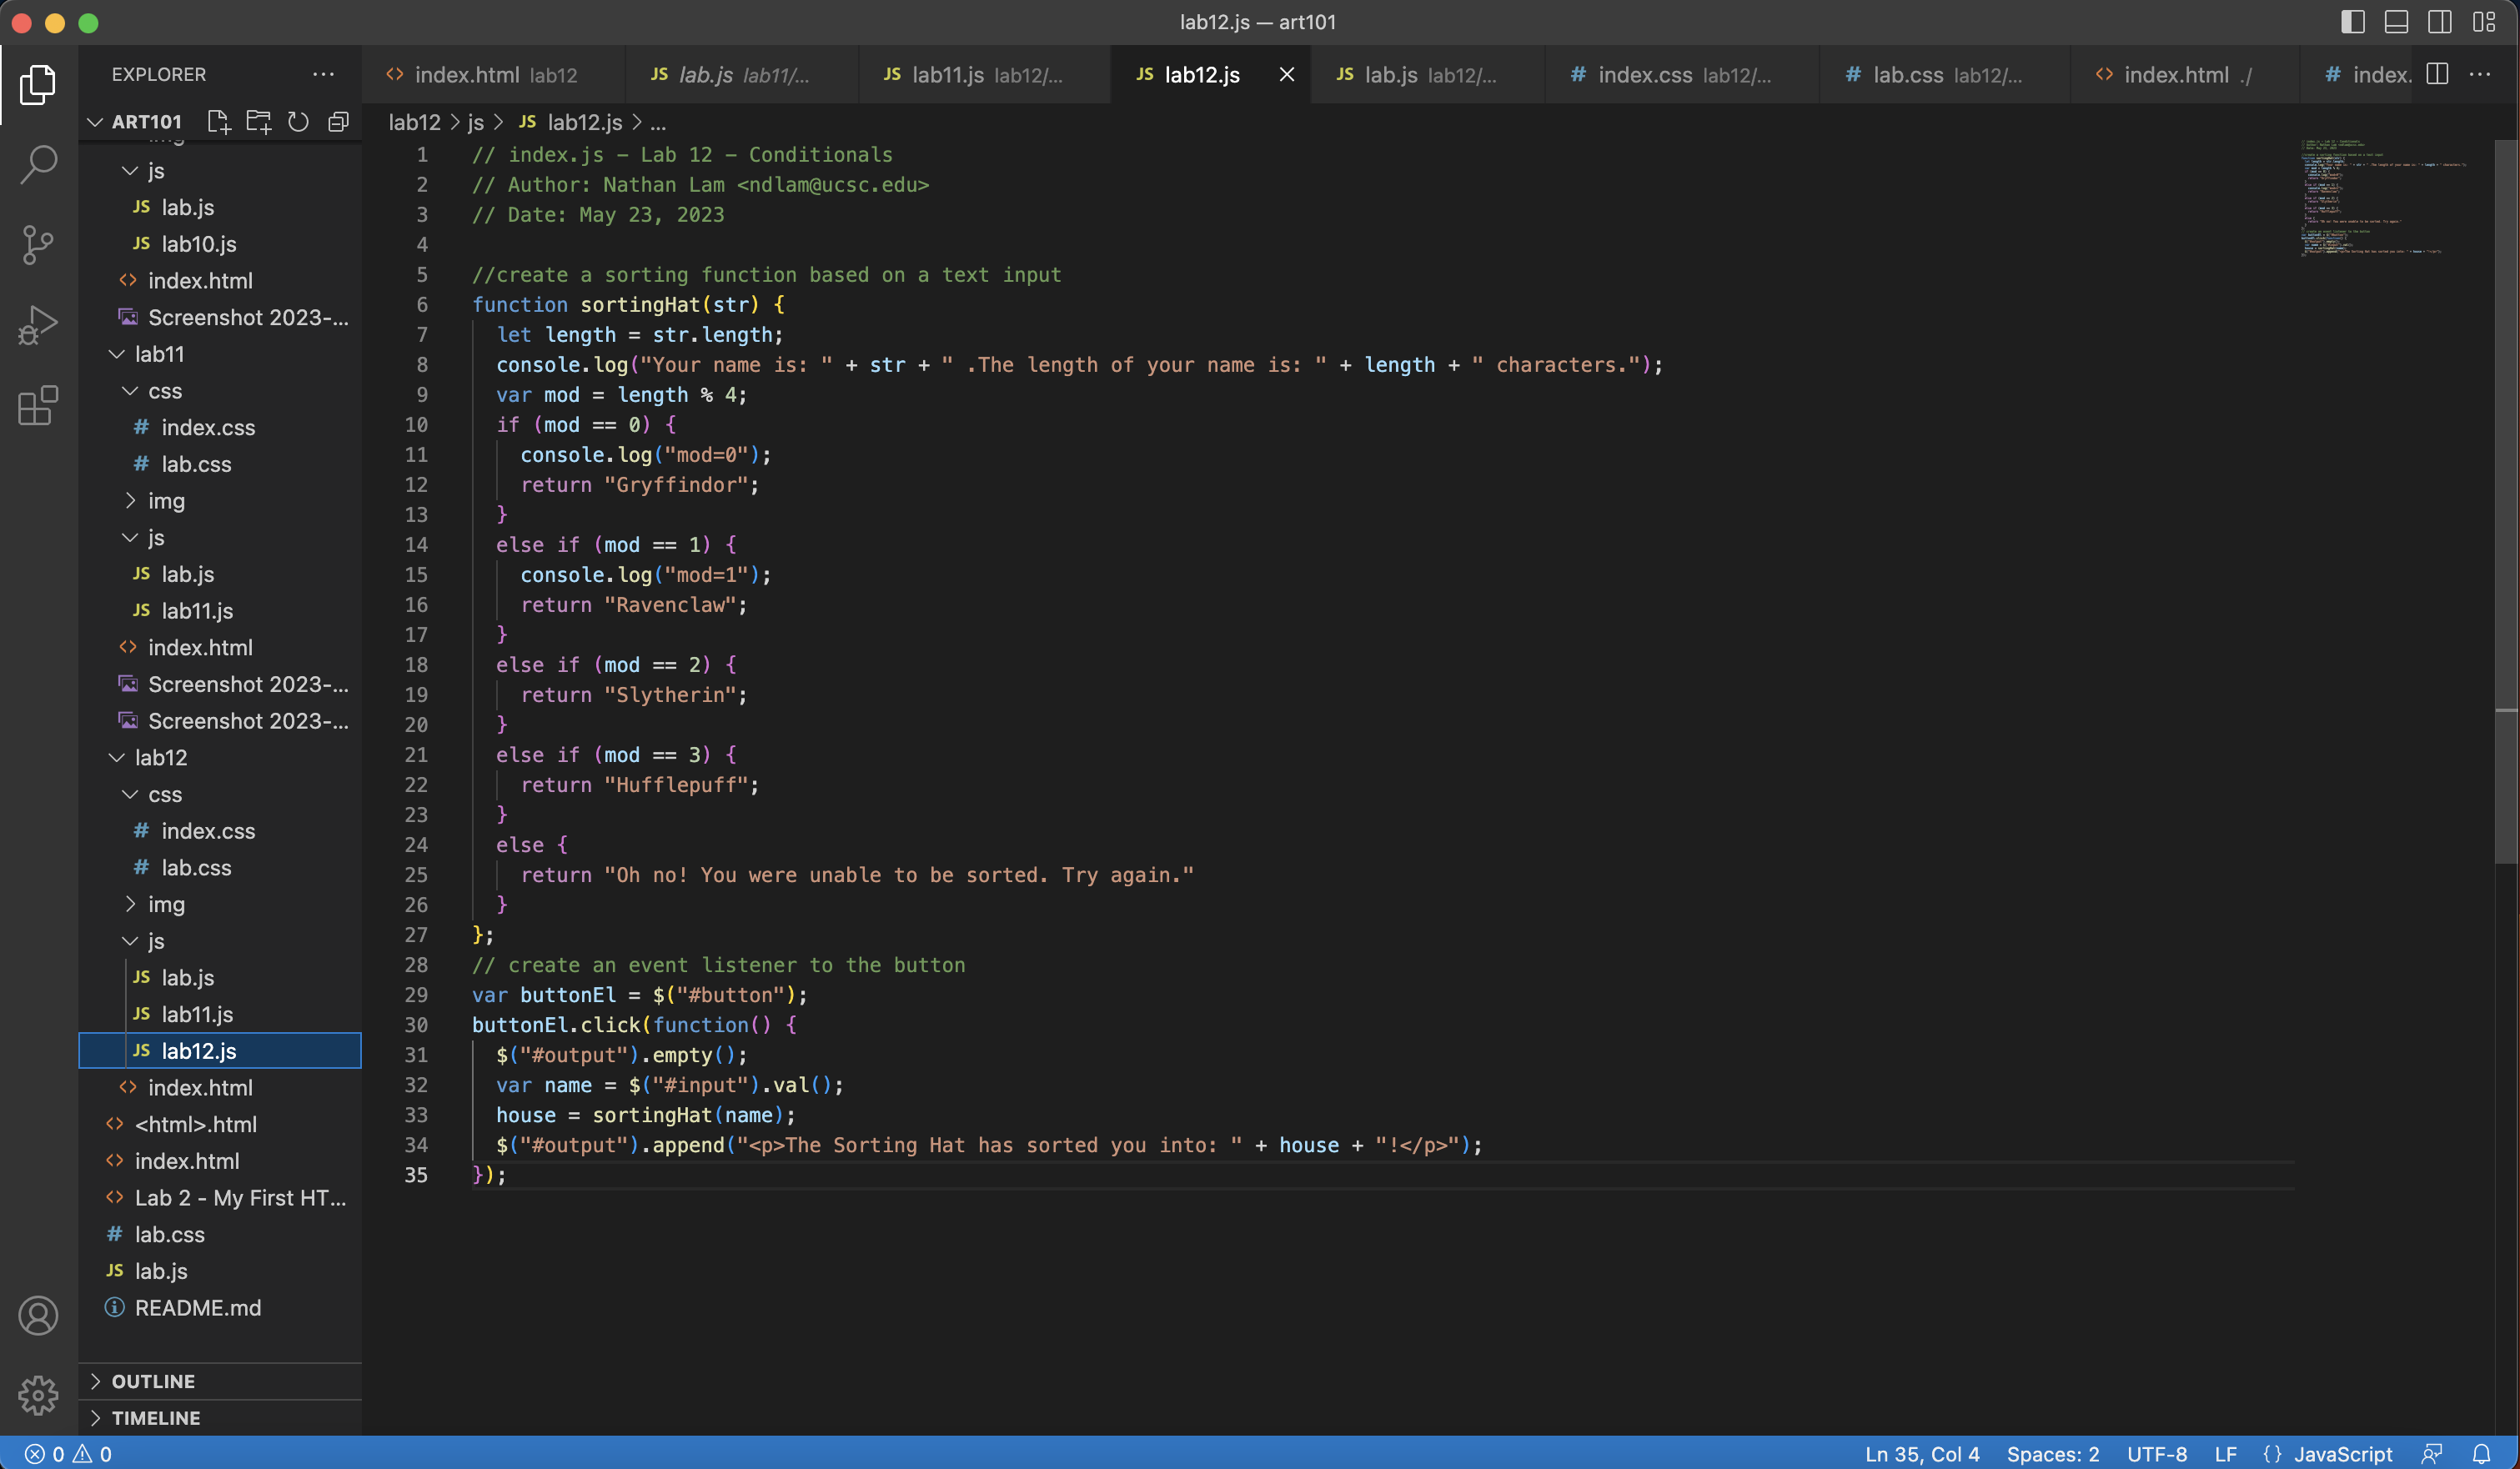 lab12.js — art101
EXPLORER
ART101
js
JS lab.js
JS lab10.js
<> index.html
Screenshot 2023-...
lab11
css
# index.css
# lab.css
img
js
JS lab.js
JS lab11.js
<> index.html
Screenshot 2023-...
Screenshot 2023-...
lab12
css
# index.css
# lab.css
img
js
JS lab.js
JS lab11.js
JS lab12.js
<> index.html
<> <html>.html
<> index.html
<> Lab 2 - My First HT...
# lab.css
JS lab.js
README.md
OUTLINE
TIMELINE
<> index.html lab12
JS lab.js lab11/...
JS lab11.js lab12/...
JS lab12.js
JS lab.js lab12/...
# index.css lab12/...
# lab.css lab12/...
<> index.html ./
# index.
lab12 > js > JS lab12.js > ...
1 // index.js - Lab 12 - Conditionals
2 // Author: Nathan Lam <ndlam@ucsc.edu>
3 // Date: May 23, 2023
4
5 //create a sorting function based on a text input
6 function sortingHat(str) {
7 let length = str.length;
8 console.log("Your name is: " + str + " .The length of your name is: " + length + " characters.");
9 var mod = length % 4;
10 if (mod == 0) {
11 console.log("mod=0");
12 return "Gryffindor";
13 }
14 else if (mod == 1) {
15 console.log("mod=1");
16 return "Ravenclaw";
17 }
18 else if (mod == 2) {
19 return "Slytherin";
20 }
21 else if (mod == 3) {
22 return "Hufflepuff";
23 }
24 else {
25 return "Oh no! You were unable to be sorted. Try again."
26 }
27 };
28 // create an event listener to the button
29 var buttonEl = $("#button");
30 buttonEl.click(function() {
31 $("#output").empty();
32 var name = $("#input").val();
33 house = sortingHat(name);
34 $("#output").append("<p>The Sorting Hat has sorted you into: " + house + "!</p>");
35 });
0 0
Ln 35, Col 4 Spaces: 2 UTF-8 LF {} JavaScript